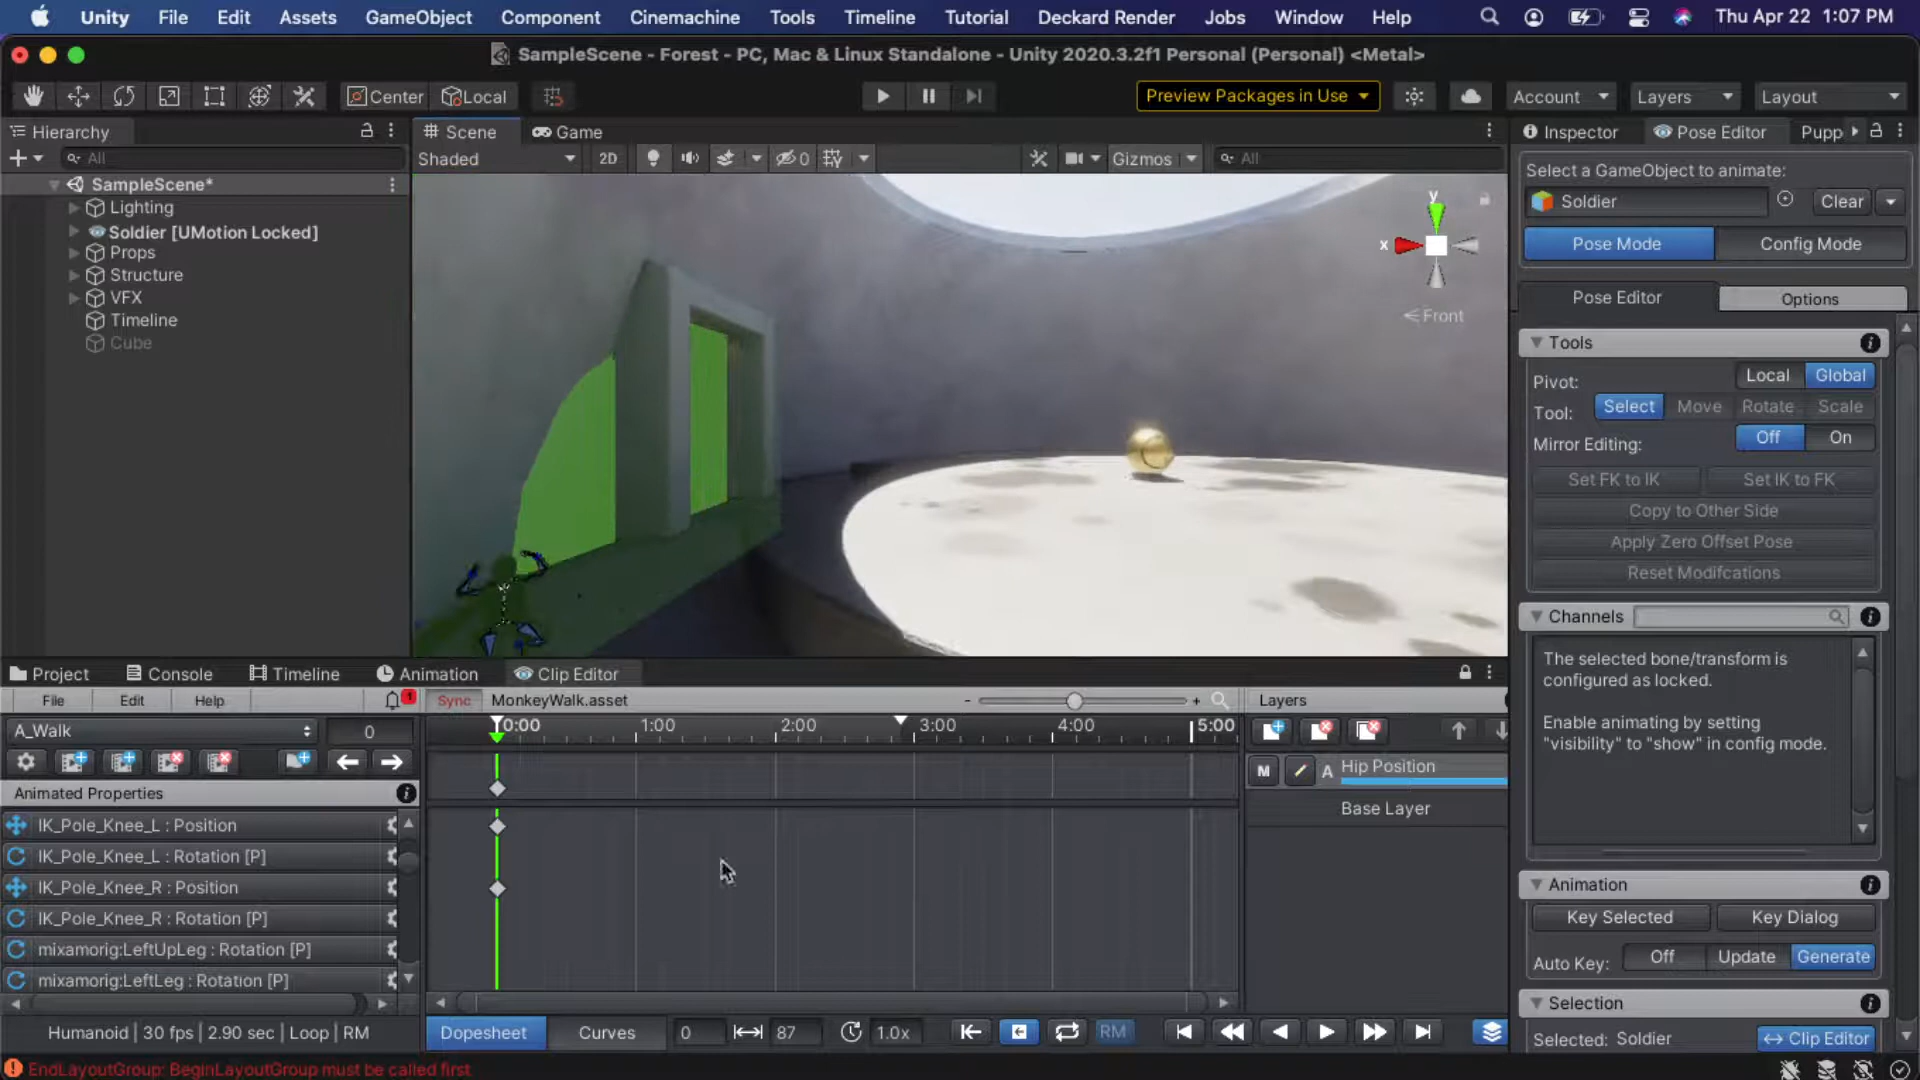 Unity File Edit Assets GameObject Component Cinemachine Tools Timeline Tutorial Deckard Render Jobs Window Help Thu Apr 22 1:07 PM
SampleScene - Forest - PC, Mac & Linux Standalone - Unity 2020.3.2f1 Personal (Personal) <Metal>
Center Local Preview Packages in Use Account Layers Layout
Hierarchy Scene Game Inspector Pose Editor Pupp
All Shaded 2D 0 Gizmos All
Select a GameObject to animate:
SampleScene*
Soldier Clear
Lighting
Soldier [UMotion Locked]
Pose Mode Config Mode
Props
Structure
VFX
Pose Editor Options
Timeline
Cube
y
x
Front
Tools
Pivot: Local Global
Tool: Select Move Rotate Scale
Mirror Editing: Off On
Set FK to IK Set IK to FK
Copy to Other Side
Apply Zero Offset Pose
Reset Modifcations
Channels
The selected bone/transform is
configured as locked.
Enable animating by setting
"visibility" to "show" in config mode.
Project Console Timeline Animation Clip Editor
File Edit Help 1 Sync MonkeyWalk.asset - + Layers
A_Walk 0 0:00 1:00 2:00 3:00 4:00 5:00
M A Hip Position
Animated Properties
Base Layer
IK_Pole_Knee_L : Position
IK_Pole_Knee_L : Rotation [P]
IK_Pole_Knee_R : Position
IK_Pole_Knee_R : Rotation [P]
mixamorig:LeftUpLeg : Rotation [P]
mixamorig:LeftLeg : Rotation [P]
Animation
Key Selected Key Dialog
Auto Key: Off Update Generate
Selection
Humanoid | 30 fps | 2.90 sec | Loop | RM Dopesheet Curves 0 87 1.0x RM
Selected: Soldier Clip Editor
EndLayoutGroup: BeginLayoutGroup must be called first